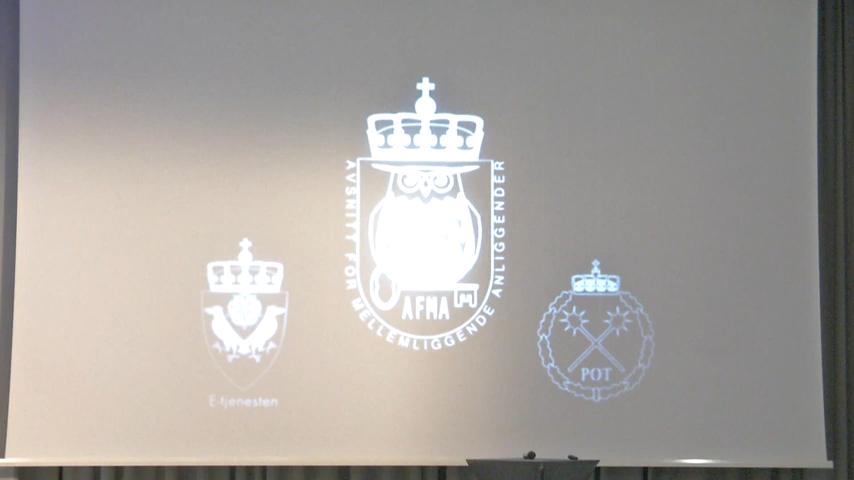 AVSNITT FOR MELLEMLIGGENDE ANLIGGENDER
AFMA
E-tjenesten
POT